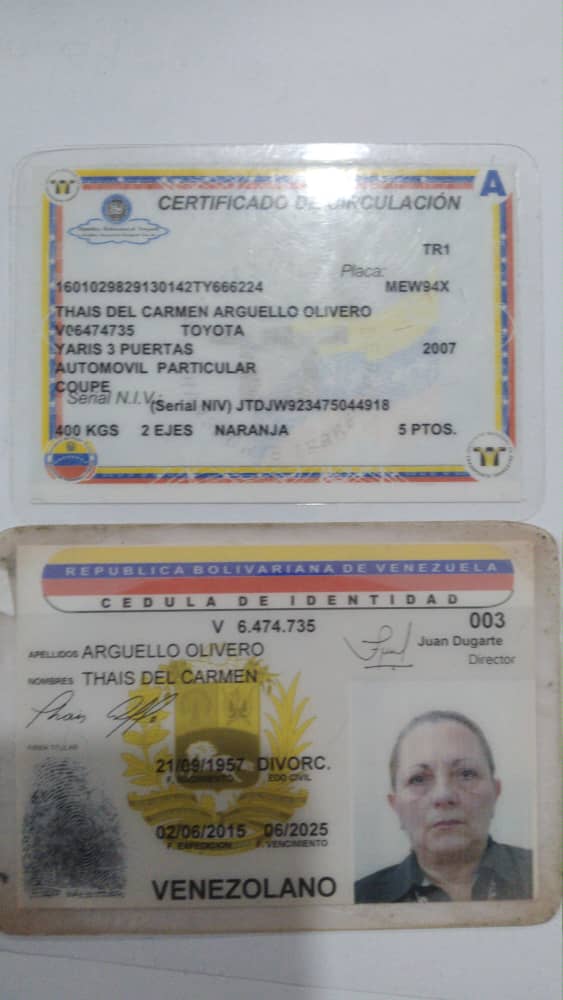 A
CERTIFICADO DE CIRCULACIÓN
TR1
Placa:
1601029829130142TY666224 MEW94X
THAIS DEL CARMEN ARGUELLO OLIVERO
V06474735 TOYOTA
YARIS 3 PUERTAS 2007
AUTOMOVIL PARTICULAR
COUPE
Serial N.I.V.: (Serial NIV) JTDJW923475044918
400 KGS 2 EJES NARANJA 5 PTOS.
REPUBLICA BOLIVARIANA DE VENEZUELA
CEDULA DE IDENTIDAD
V 6.474.735 003
Juan Dugarte
Director
APELLIDOS ARGUELLO OLIVERO
NOMBRES THAIS DEL CARMEN
FIRMA TITULAR
21/09/1957 DIVORC.
F. NACIMIENTO EDO CIVIL
02/06/2015 06/2025
F. EXPEDICION F. VENCIMIENTO
VENEZOLANO